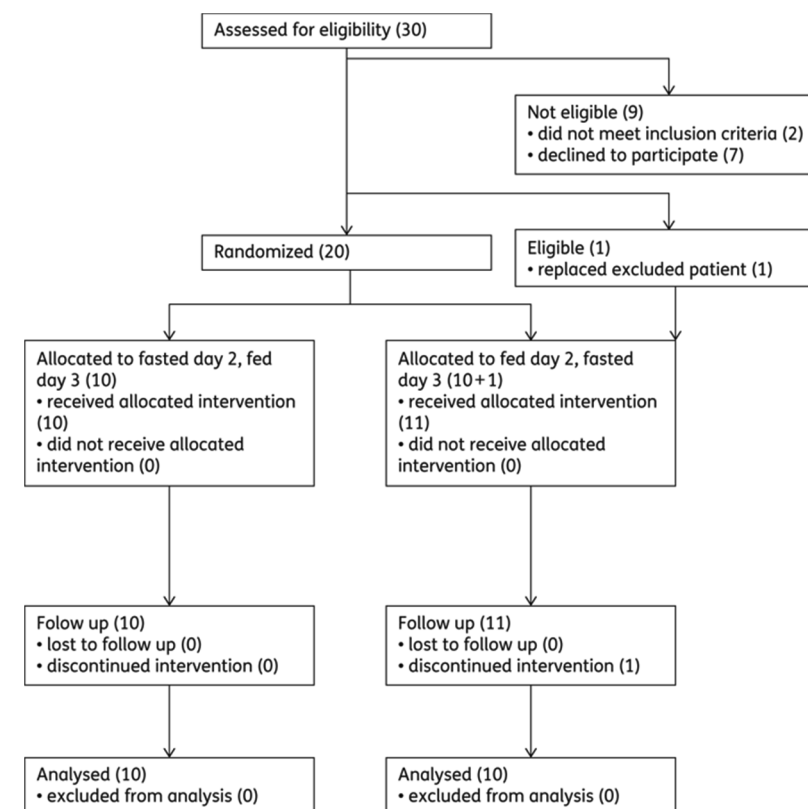 Assessed for eligibility (30)
Not eligible (9)
• did not meet inclusion criteria (2)
• declined to participate (7)
Randomized (20)
Eligible (1)
• replaced excluded patient (1)
Allocated to fasted day 2, fed
day 3 (10)
• received allocated intervention
(10)
• did not receive allocated
intervention (0)
Allocated to fed day 2, fasted
day 3 (10+1)
• received allocated intervention
(11)
• did not receive allocated
intervention (0)
Folow up (10)
• lost to follow up (0)
• discontinued intervention (0)
Follow up (11)
• lost to follow up (0)
• discontinued intervention (1)
Analysed (10)
• excluded from analysis (0)
Analysed (10)
• excluded from analysis (0)